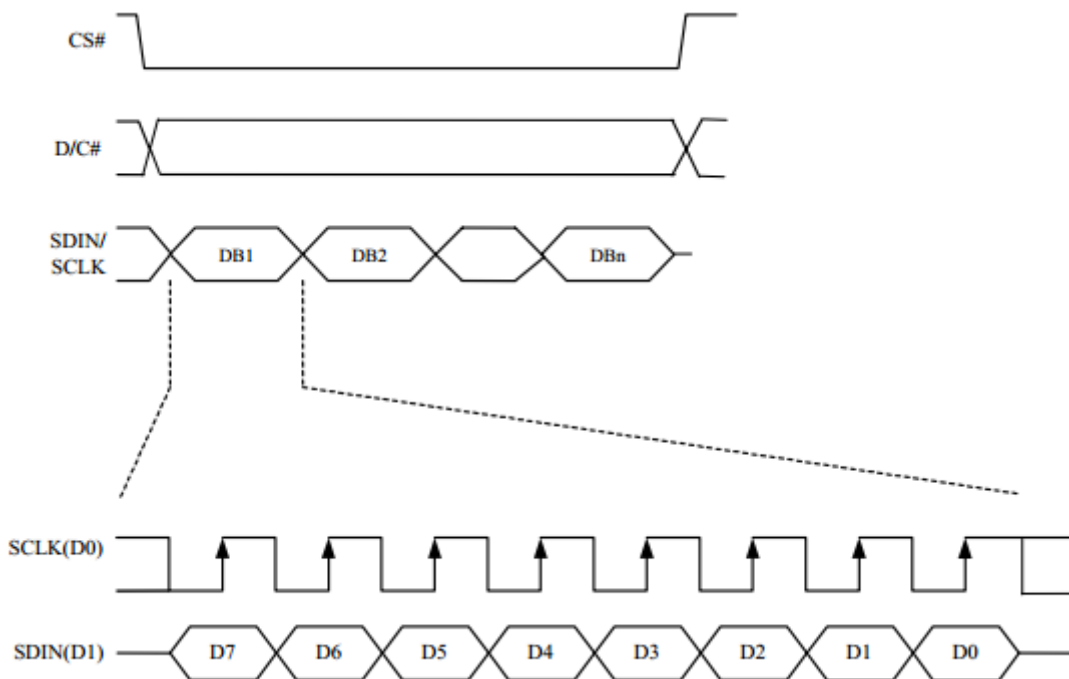 CS#
D/C#
SDIN/
SCLK
DB1 DB2 DBn
SCLK(D0)
SDIN(D1) D7 D6 D5 D4 D3 D2 D1 D0